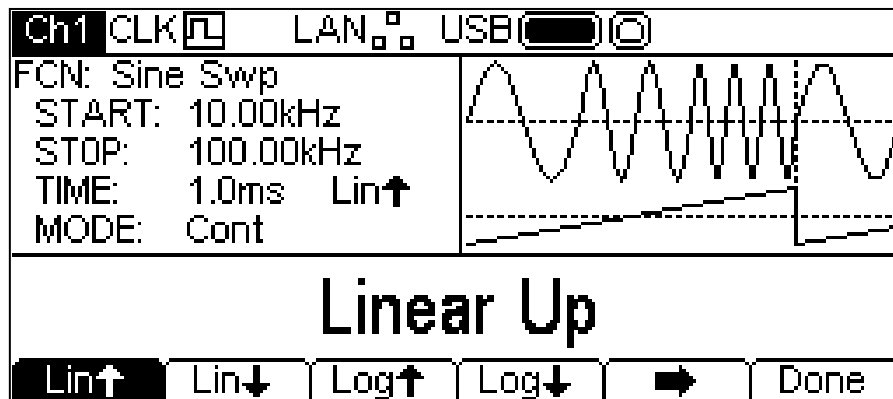 Ch1 CLK LAN USB
FCN: Sine Swp
START: 10.00kHz
STOP: 100.00kHz
TIME: 1.0ms Lin↑
MODE: Cont
Linear Up
Lin↑ Lin↓ Log↑ Log↓ ➡ Done